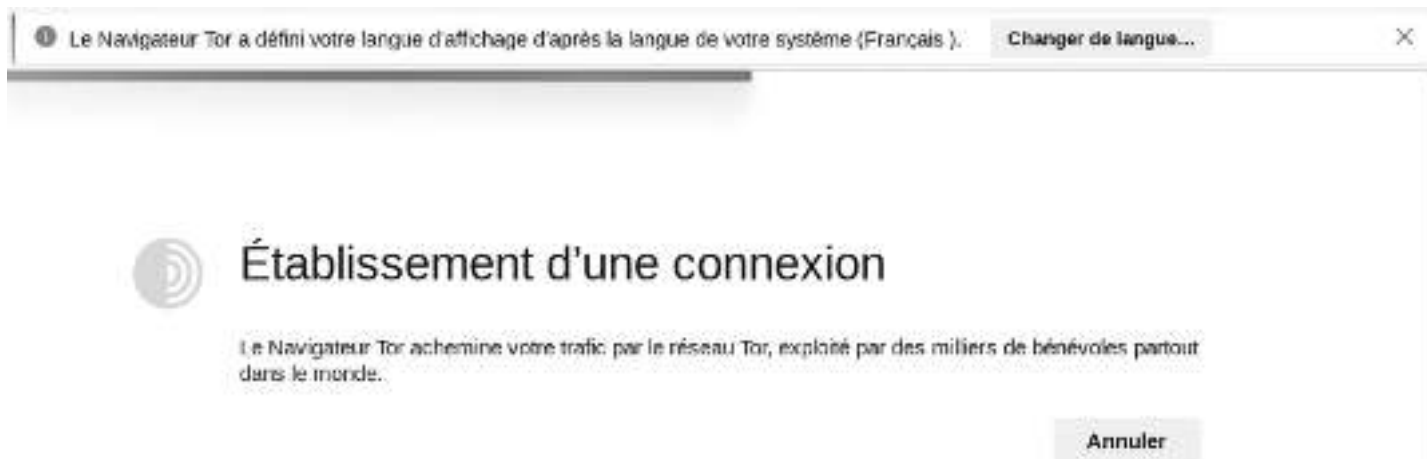 Le Navigateur Tor a défini votre langue d'affichage d'après la langue de votre système (Français ). Changer de langue...
Établissement d'une connexion
Le Navigateur Tor achemine votre trafic par le réseau Tor, exploité par des milliers de bénévoles partout
dans le monde.
Annuler